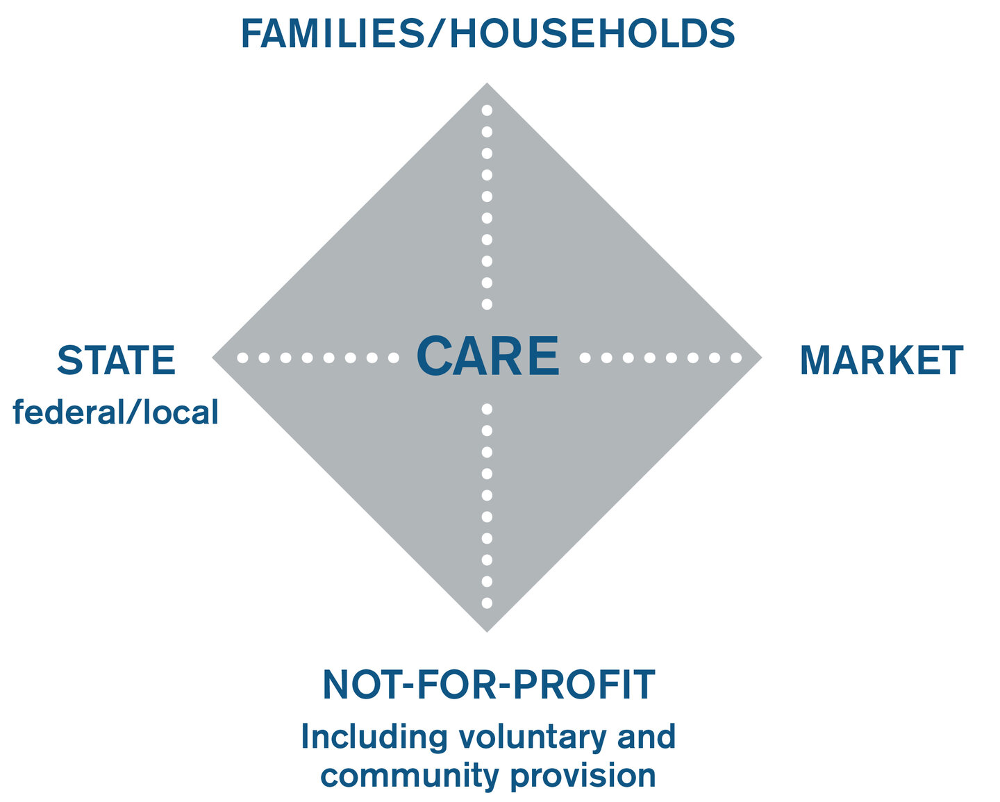 FAMILIES/HOUSEHOLDS
STATE
federal/local
CARE
MARKET
NOT-FOR-PROFIT
Including voluntary and
community provision